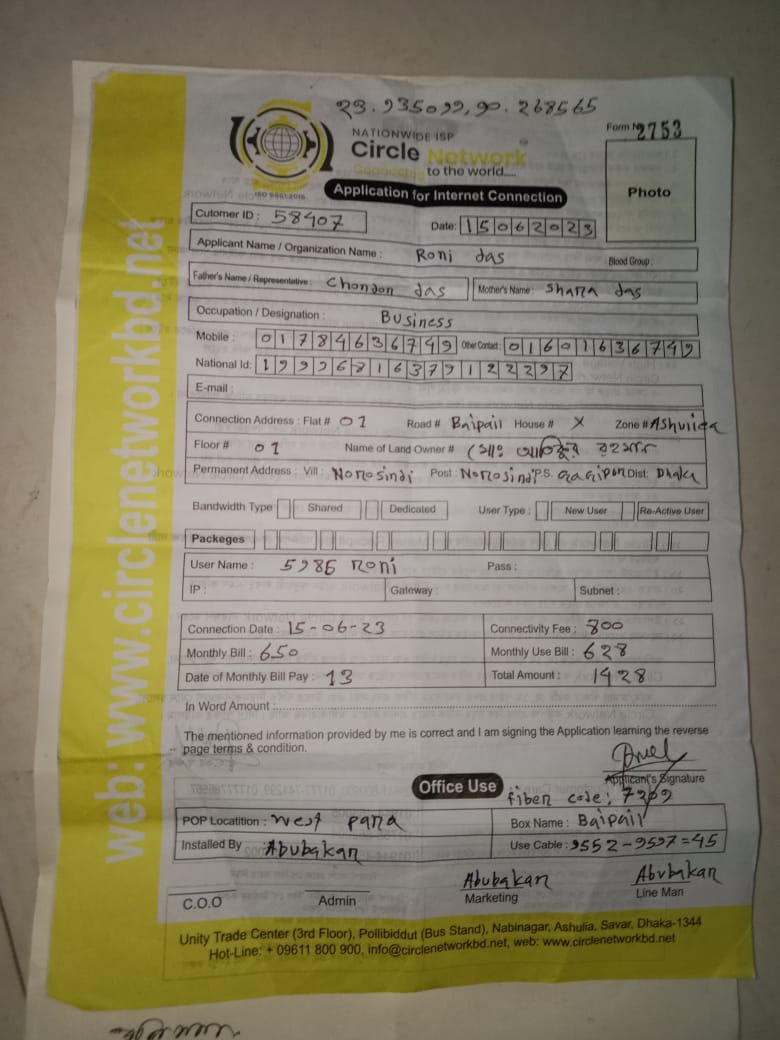 23.935099,90.268565
NATIONWIDE ISP
Circle Network
Connected to the world....
ISO 9001:2015
Form No 2753
Photo
Application for Internet Connection
Cutomer ID : 58407
Date: 15062023
Applicant Name / Organization Name : Roni das Blood Group :
Father's Name / Representative : Chondon das Mother's Name : Shana das
Occupation / Designation : Business
Mobile : 01784636749 Other Contact : 01601636749
National Id: 19996816379122297
E-mail :
Connection Address : Flat # 01 Road # Baipail House # X Zone # Ashulia
Floor # 01 Name of Land Owner # মোঃ রহমান
Permanent Address : Vill : Norosindi Post : Norosindi P.S. Gazipur Dist: Dhaka
Bandwidth Type Shared Dedicated User Type : New User Re-Active User
Packeges
User Name : 5986 Roni Pass :
IP : Gateway : Subnet :
Connection Date : 15-06-23 Connectivity Fee : 800
Monthly Bill : 650 Monthly Use Bill : 628
Date of Monthly Bill Pay : 13 Total Amount : 1428
In Word Amount :
The mentioned information provided by me is correct and I am signing the Application learning the reverse
page terms & condition.
Applicant's Signature
Office Use
fiber code: 7309
POP Locatition : West para Box Name : Baipail
Installed By Abubakar Use Cable : 9552-9597=45
Abubakar Abubakar
C.O.O Admin Marketing Line Man
Unity Trade Center (3rd Floor), Pollibiddut (Bus Stand), Nabinagar, Ashulia, Savar, Dhaka-1344
Hot-Line: + 09611 800 900, info@circlenetworkbd.net, web: www.circlenetworkbd.net
web: www.circlenetworkbd.net